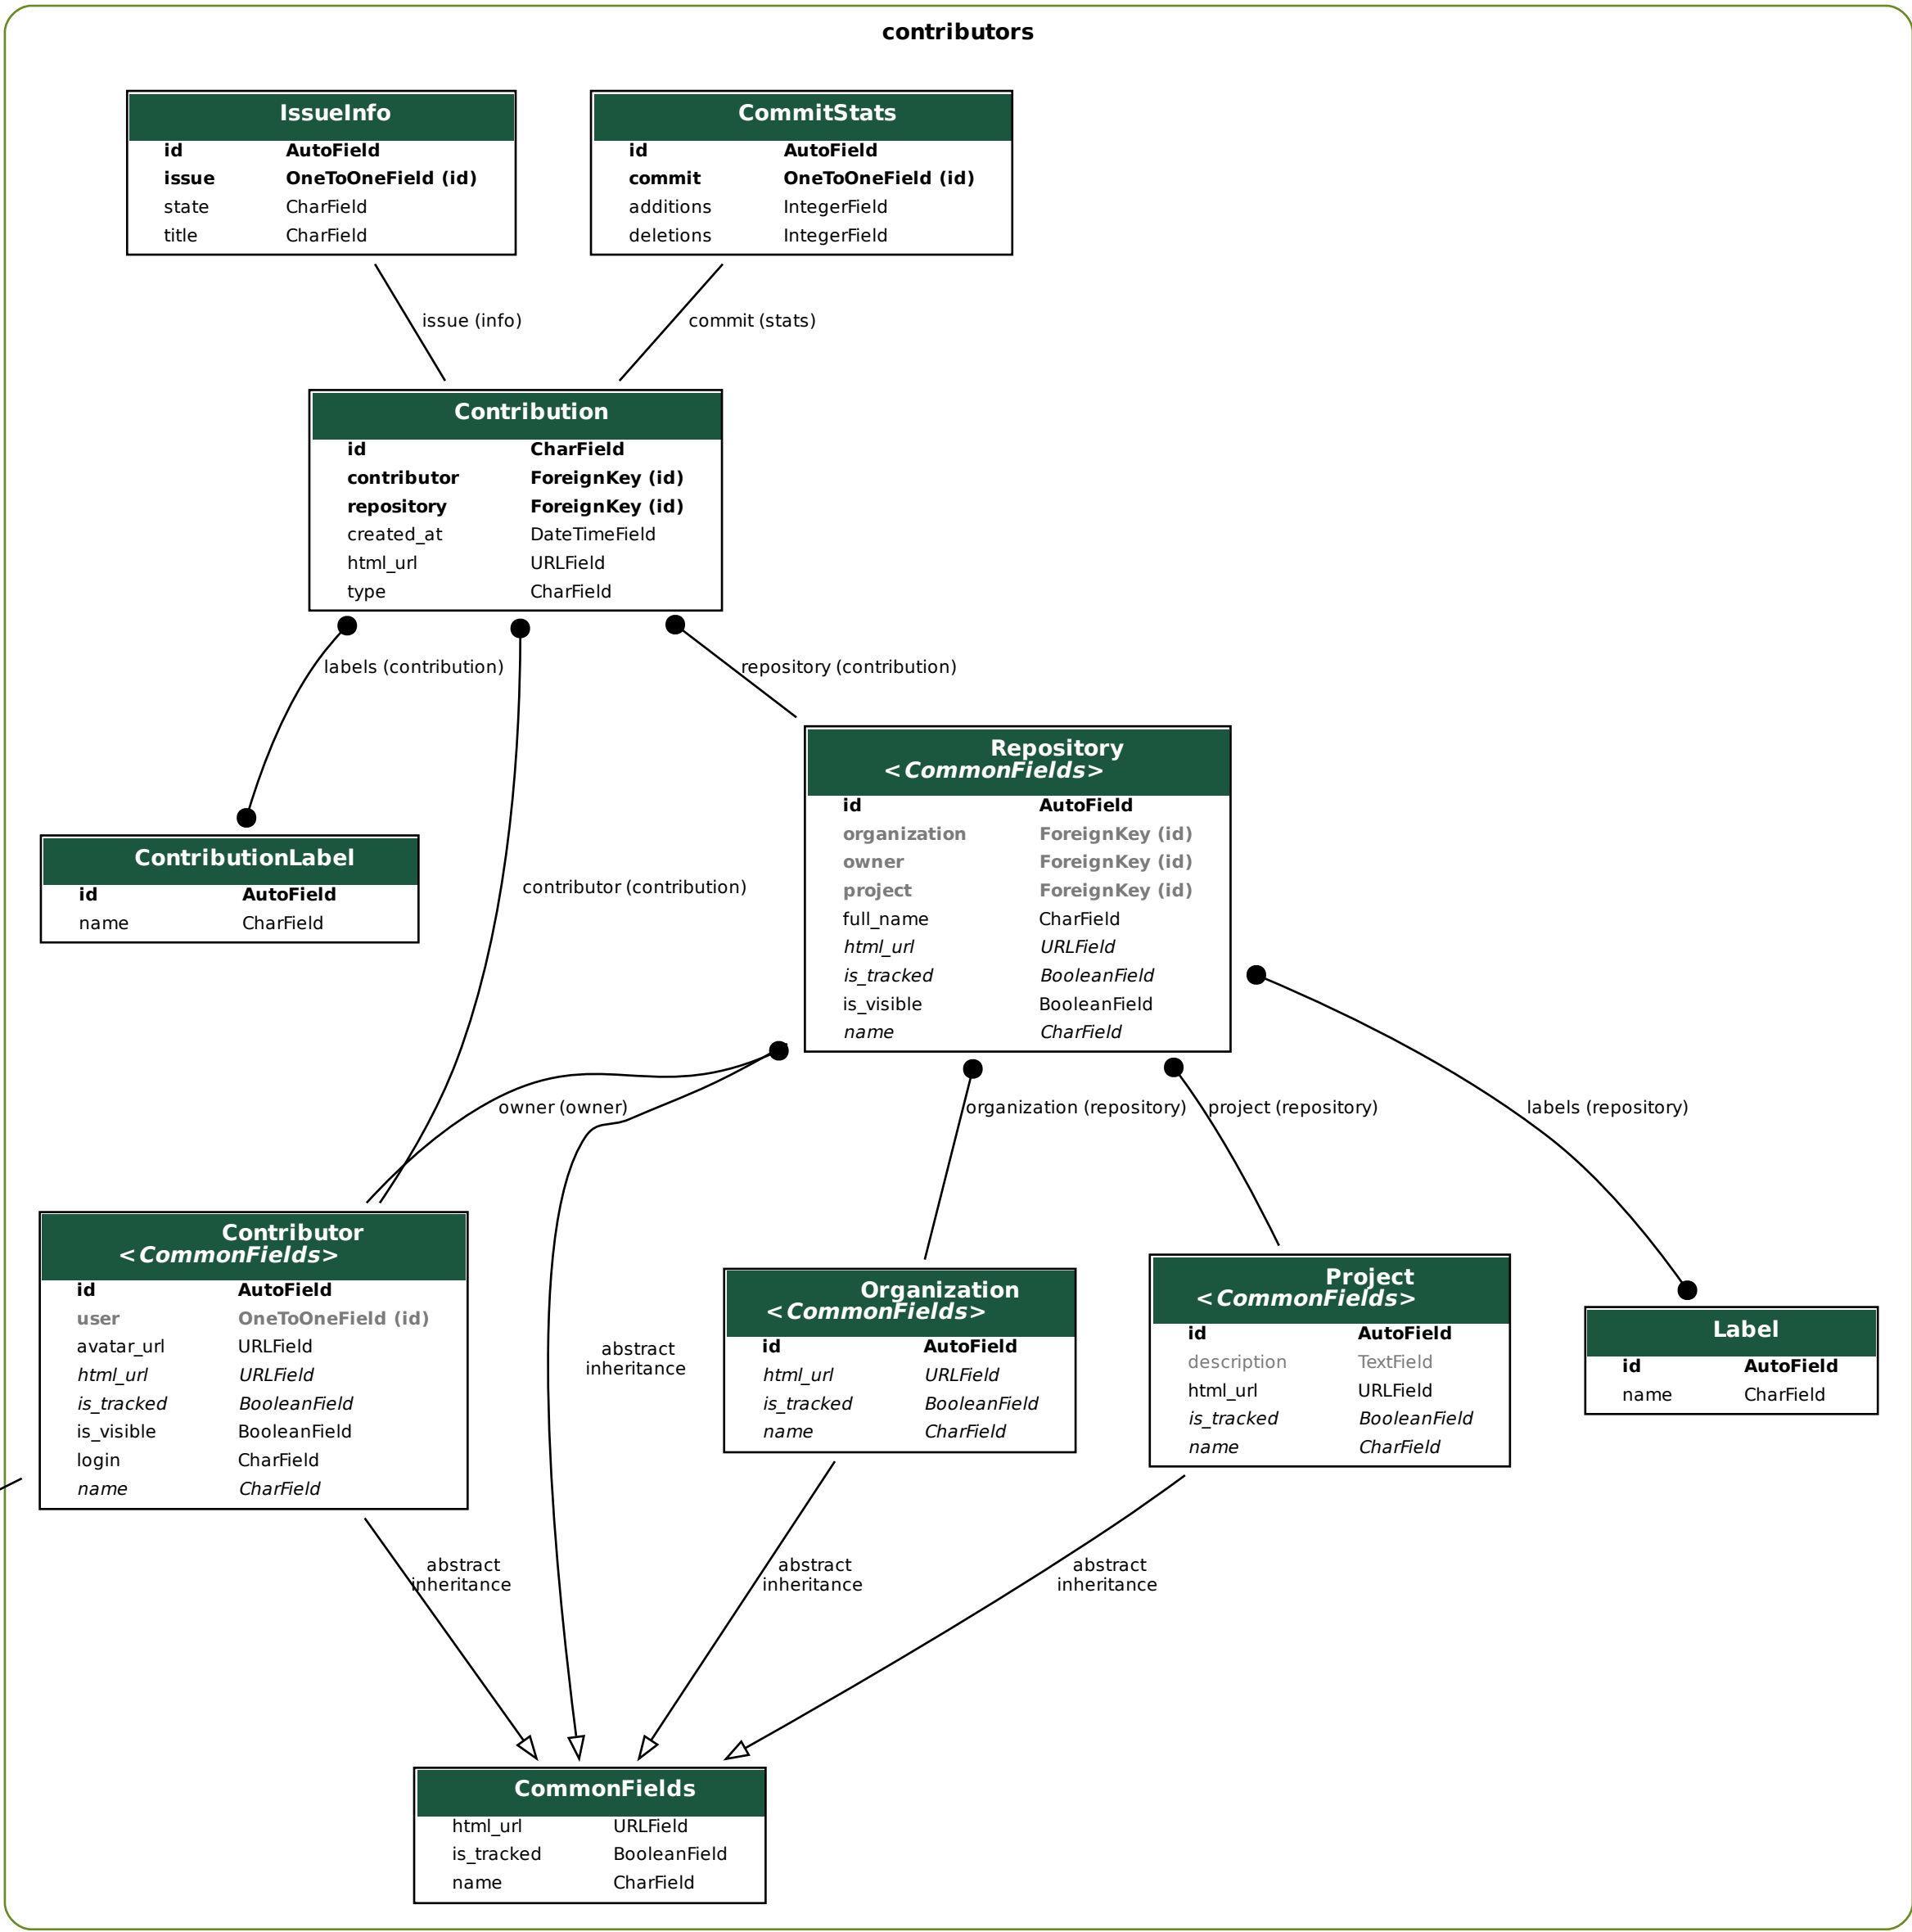 contributors
IssueInfo
id AutoField
issue OneToOneField (id)
state CharField
title CharField
CommitStats
id AutoField
commit OneToOneField (id)
additions IntegerField
deletions IntegerField
issue (info)
commit (stats)
Contribution
id CharField
contributor ForeignKey (id)
repository ForeignKey (id)
created_at DateTimeField
html_url URLField
type CharField
labels (contribution)
repository (contribution)
Repository
<CommonFields>
id AutoField
organization ForeignKey (id)
owner ForeignKey (id)
project ForeignKey (id)
full_name CharField
html_url URLField
is_tracked BooleanField
is_visible BooleanField
name CharField
ContributionLabel
id AutoField
name CharField
contributor (contribution)
owner (owner)
organization (repository)
project (repository)
labels (repository)
Contributor
<CommonFields>
id AutoField
user OneToOneField (id)
avatar_url URLField
html_url URLField
is_tracked BooleanField
is_visible BooleanField
login CharField
name CharField
abstract
inheritance
Organization
<CommonFields>
id AutoField
html_url URLField
is_tracked BooleanField
name CharField
Project
<CommonFields>
id AutoField
description TextField
html_url URLField
is_tracked BooleanField
name CharField
Label
id AutoField
name CharField
abstract
inheritance
abstract
inheritance
abstract
inheritance
CommonFields
html_url URLField
is_tracked BooleanField
name CharField